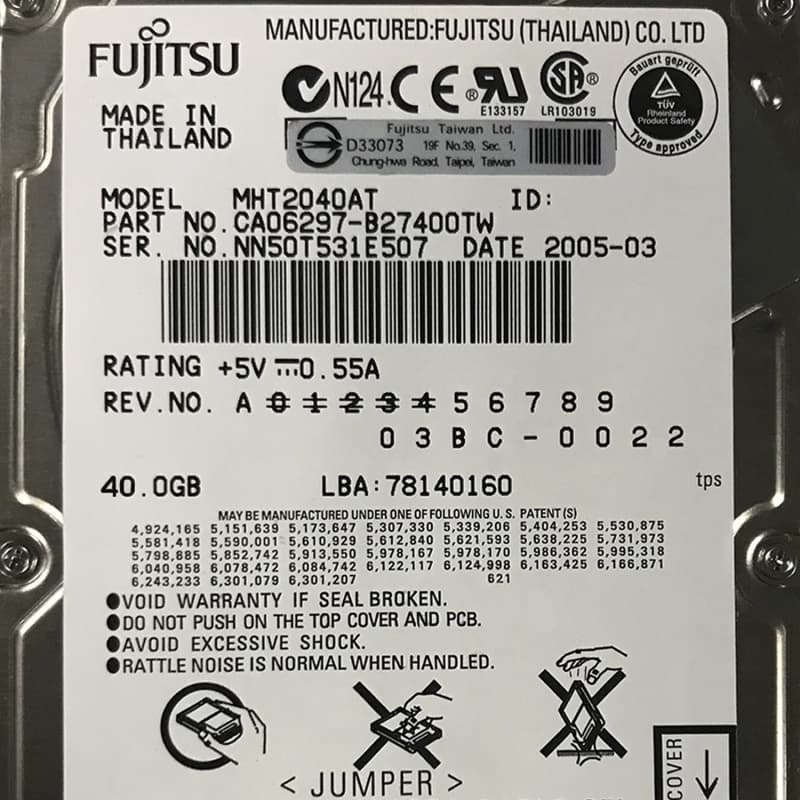 MANUFACTURED:FUJITSU (THAILAND) CO. LTD
FUJITSU
N124
E133157
SA
LR103019
Bauart geprüft
TÜV
Rheinland
Product Safety
Type approved
MADE IN
THAILAND
D33073
Fujitsu Taiwan Ltd.
19F No.39, Sec. 1,
Chung-hwa Road, Taipei, Taiwan
MODEL MHT2040AT ID:
PART NO.CA06297-B27400TW
SER. NO.NN50T531E507 DATE 2005-03
RATING +5V 0.55A
REV.NO. A 0 1 2 3 4 5 6 7 8 9
03BC-0022
40.0GB LBA:78140160
tps
MAY BE MANUFACTURED UNDER ONE OF FOLLOWING U.S. PATENT(S)
4,924,165 5,151,639 5,173,647 5,307,330 5,339,206 5,404,253 5,530,875
5,581,418 5,590,001 5,610,929 5,612,840 5,621,593 5,638,225 5,731,973
5,798,885 5,852,742 5,913,550 5,978,167 5,978,170 5,986,362 5,995,318
6,040,958 6,078,472 6,084,742 6,122,117 6,124,998 6,163,425 6,166,871
6,243,233 6,301,079 6,301,207 621
●VOID WARRANTY IF SEAL BROKEN.
●DO NOT PUSH ON THE TOP COVER AND PCB.
●AVOID EXCESSIVE SHOCK.
●RATTLE NOISE IS NORMAL WHEN HANDLED.
< JUMPER >
COVER